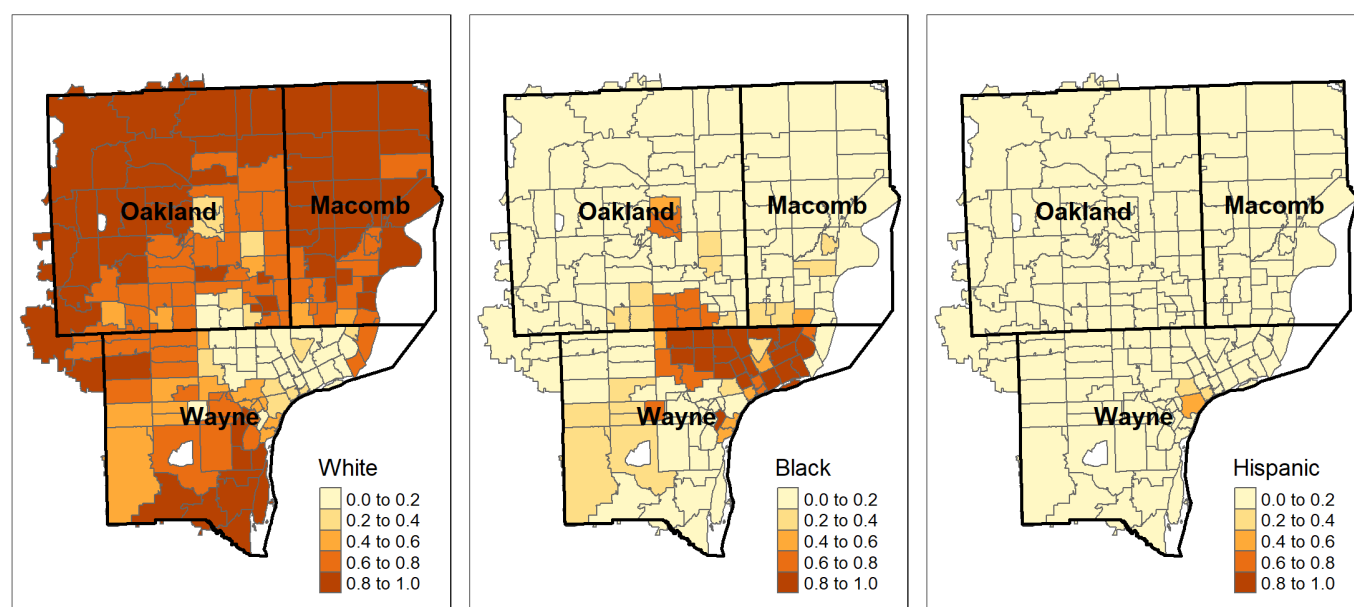 Oakland
Macomb
Wayne
White
0.0 to 0.2
0.2 to 0.4
0.4 to 0.6
0.6 to 0.8
0.8 to 1.0
Oakland
Macomb
Wayne
Black
0.0 to 0.2
0.2 to 0.4
0.4 to 0.6
0.6 to 0.8
0.8 to 1.0
Oakland
Macomb
Wayne
Hispanic
0.0 to 0.2
0.2 to 0.4
0.4 to 0.6
0.6 to 0.8
0.8 to 1.0